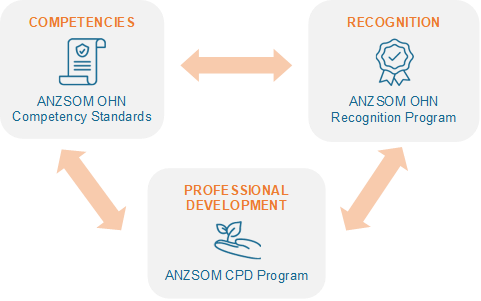 COMPETENCIES
ANZSOM OHN
Competency Standards
RECOGNITION
ANZSOM OHN
Recognition Program
PROFESSIONAL
DEVELOPMENT
ANZSOM CPD Program